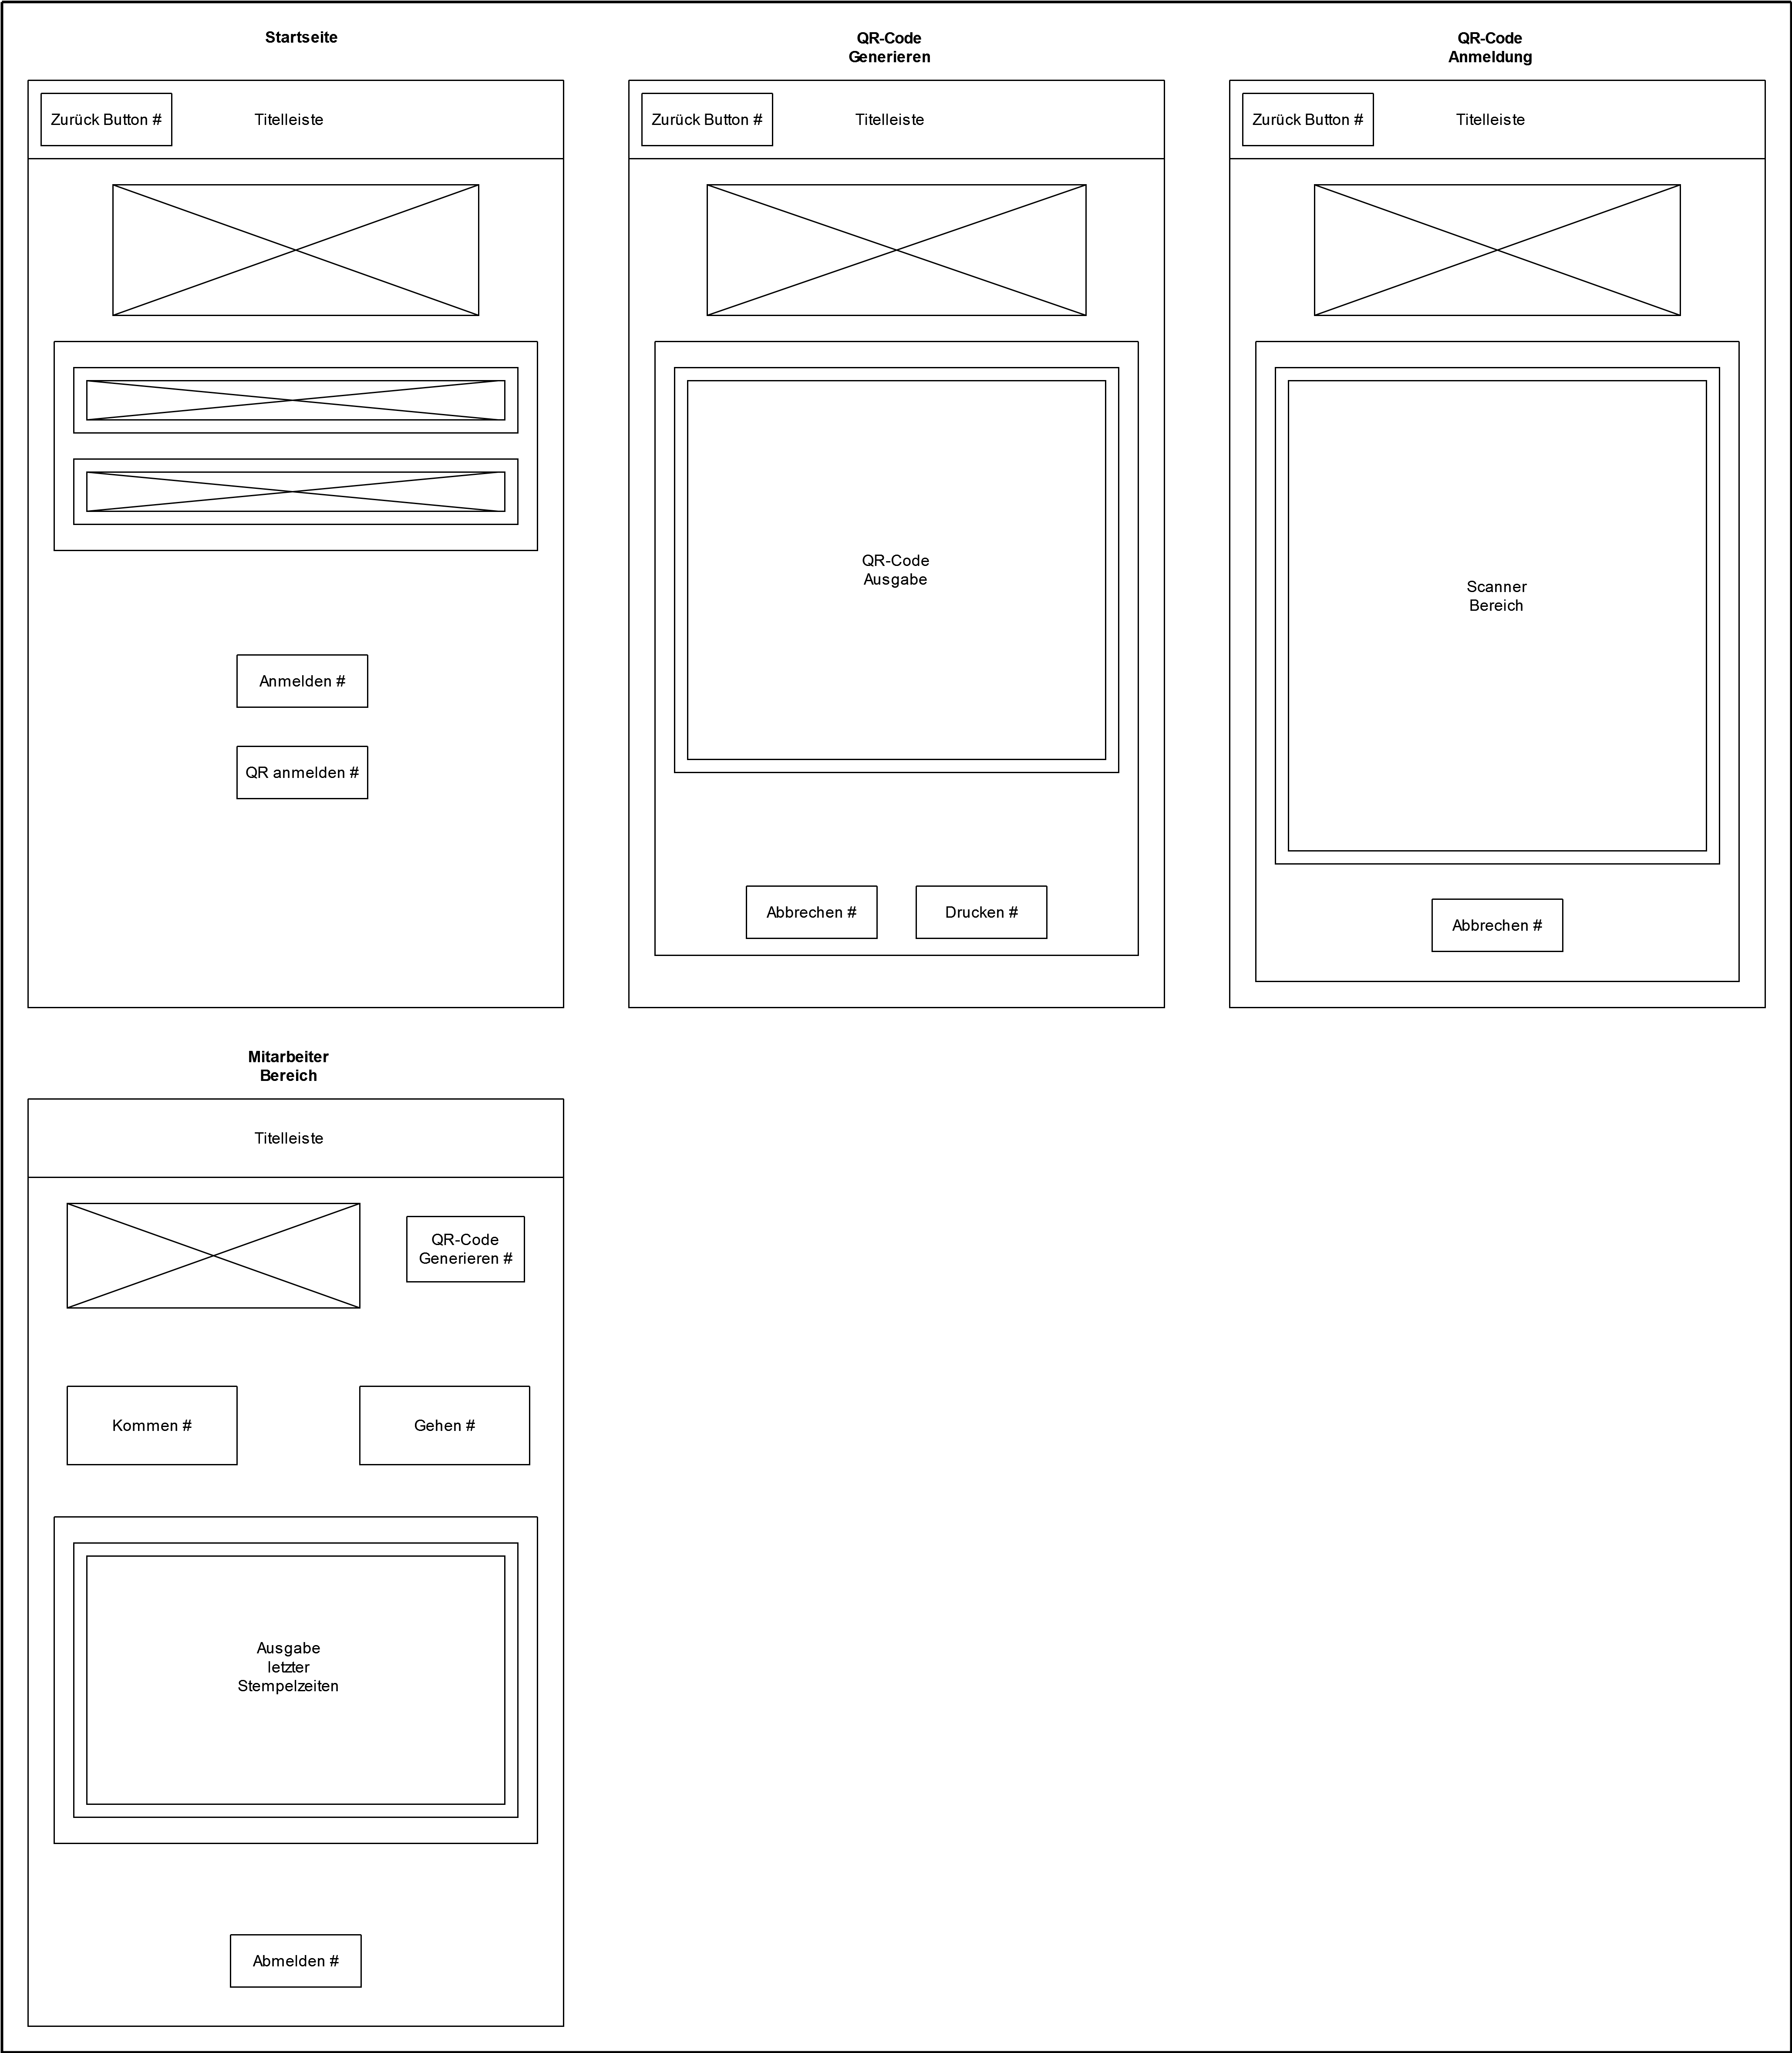 Startseite
Zurück Button #
Titelleiste
Anmelden #
QR anmelden #
QR-Code
Generieren
Zurück Button #
Titelleiste
QR-Code
Ausgabe
Abbrechen #
Drucken #
QR-Code
Anmeldung
Zurück Button #
Titelleiste
Scanner
Bereich
Abbrechen #
Mitarbeiter
Bereich
Titelleiste
QR-Code
Generieren #
Kommen #
Gehen #
Ausgabe
letzter
Stempelzeiten
Abmelden #